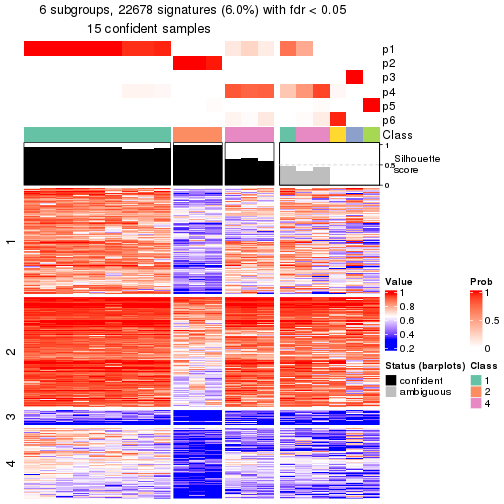 6 subgroups, 22678 signatures (6.0%) with fdr < 0.05
15 confident samples
p1
p2
p3
p4
p5
p6
Class
1
0.5
0
Silhouette
score
1
2
3
4
Value
1
0.8
0.6
0.4
0.2
Prob
1
0.5
0
Status (barplots)
confident
ambiguous
Class
1
2
4